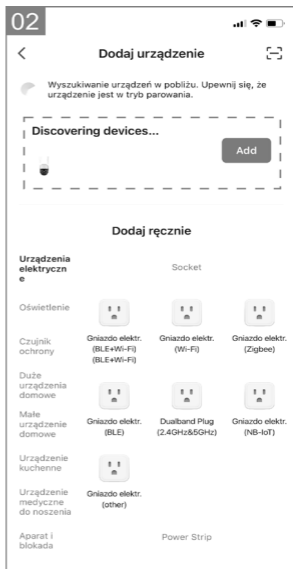 02
Dodaj urządzenie
Wyszukiwanie urządzeń w pobliżu. Upewnij się, że
urządzenie jest w tryb parowania.
Discovering devices...
Add
Dodaj ręcznie
Urządzenia
elektryczn
e
Socket
Oświetlenie
Gniazdo elektr.
(BLE+Wi-Fi)
(BLE+Wi-Fi)
Gniazdo elektr.
(Wi-Fi)
Gniazdo elektr.
(Zigbee)
Czujnik
ochrony
Duże
urządzenia
domowe
Małe
urządzenie
domowe
Gniazdo elektr.
(BLE)
Dualband Plug
(2.4GHz&5GHz)
Gniazdo elektr.
(NB-IoT)
Urządzenie
kuchenne
Urządzenie
medyczne
do noszenia
Gniazdo elektr.
(other)
Aparat i
blokada
Power Strip